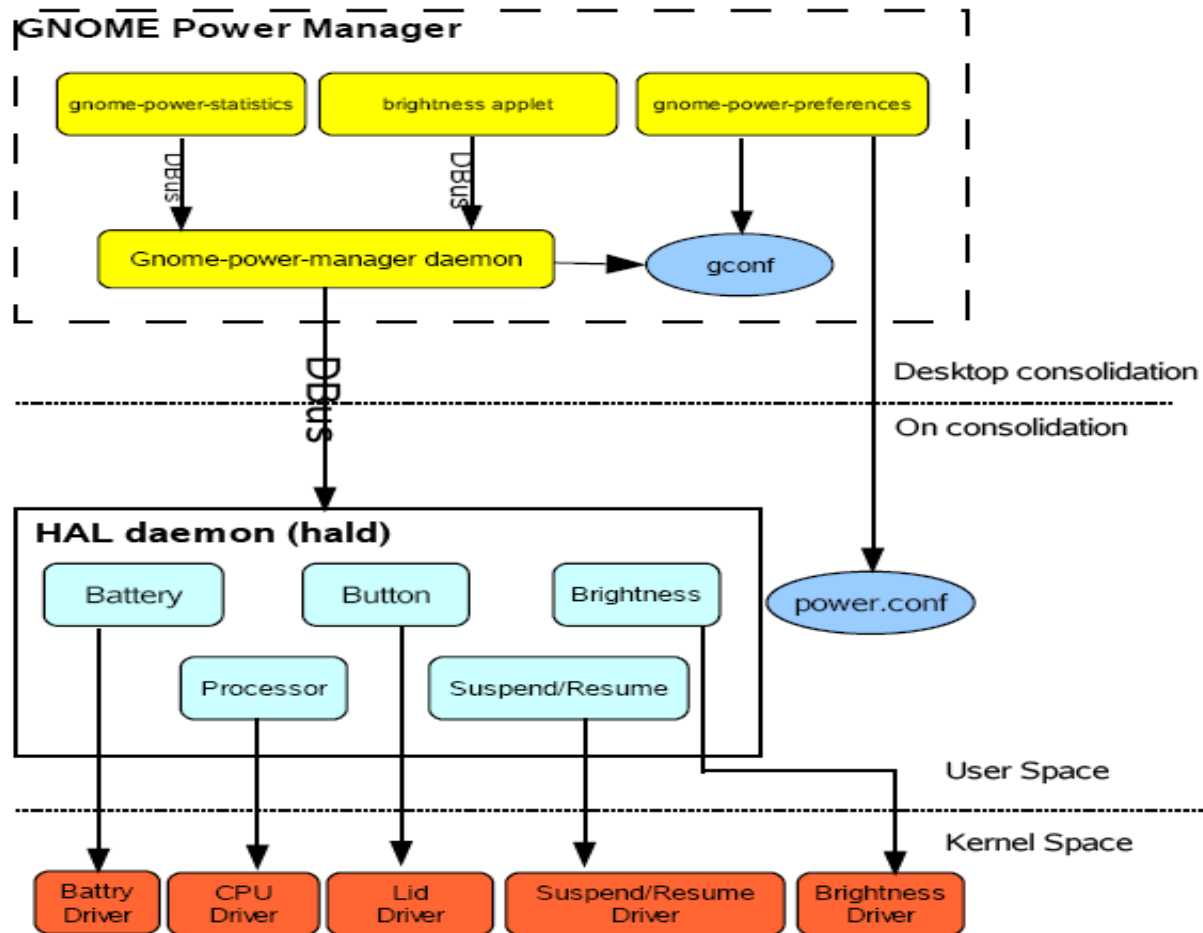 GNOME Power Manager
gnome-power-statistics
brightness applet
gnome-power-preferences
DBus
DBus
Gnome-power-manager daemon
gconf
DBus
Desktop consolidation
On consolidation
HAL daemon (hald)
Battery
Button
Brightness
power.conf
Processor
Suspend/Resume
User Space
Kernel Space
Battry
Driver
CPU
Driver
Lid
Driver
Suspend/Resume
Driver
Brightness
Driver